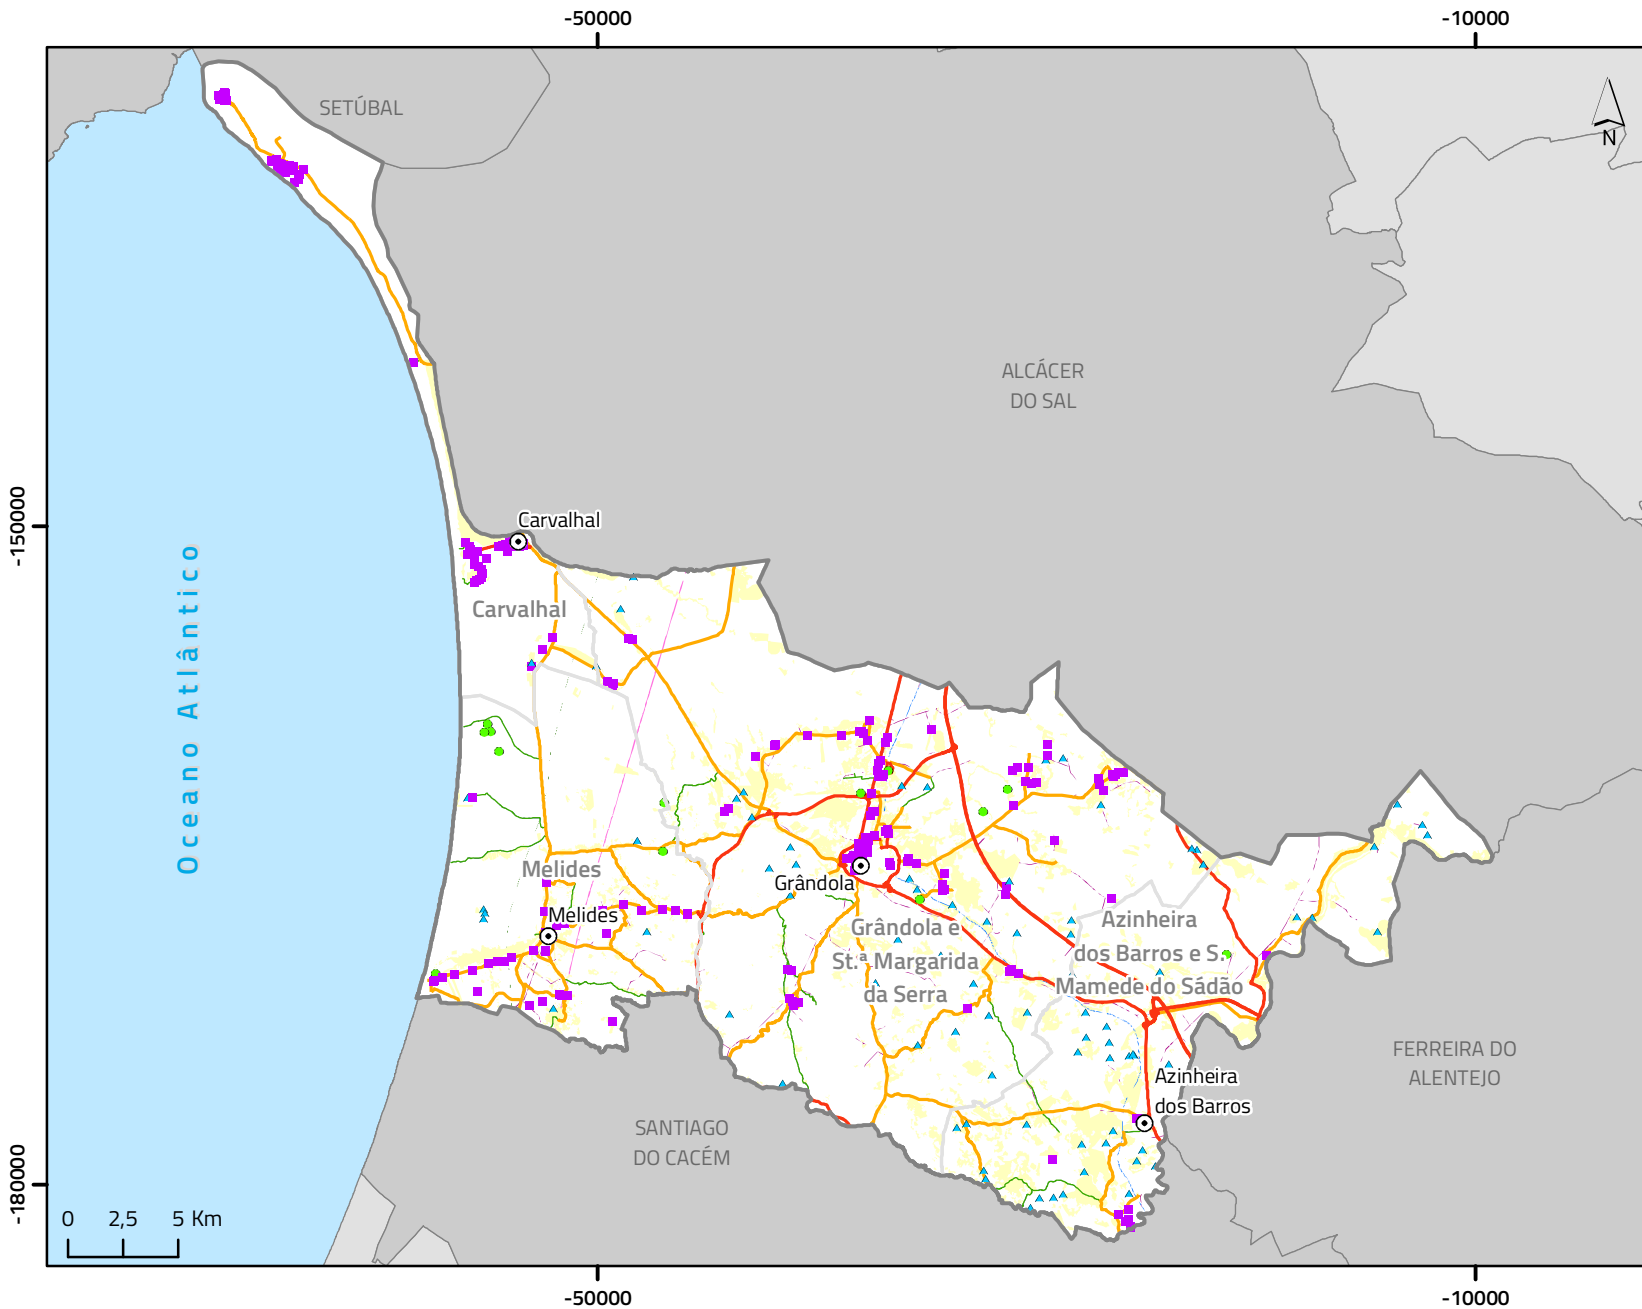 -50000
-10000
SETÚBAL
N
ALCÁCER
DO SAL
-150000
Carvalhal
Oceano Atlântico
Carvalhal
Melides
Grândola
Melides
Grândola e
St.ª Margarida
da Serra
Azinheira
dos Barros e S.
Mamede do Sádão
FERREIRA DO
ALENTEJO
Azinheira
dos Barros
SANTIAGO
DO CACÉM
-180000
0 2,5 5 Km
-50000
-10000